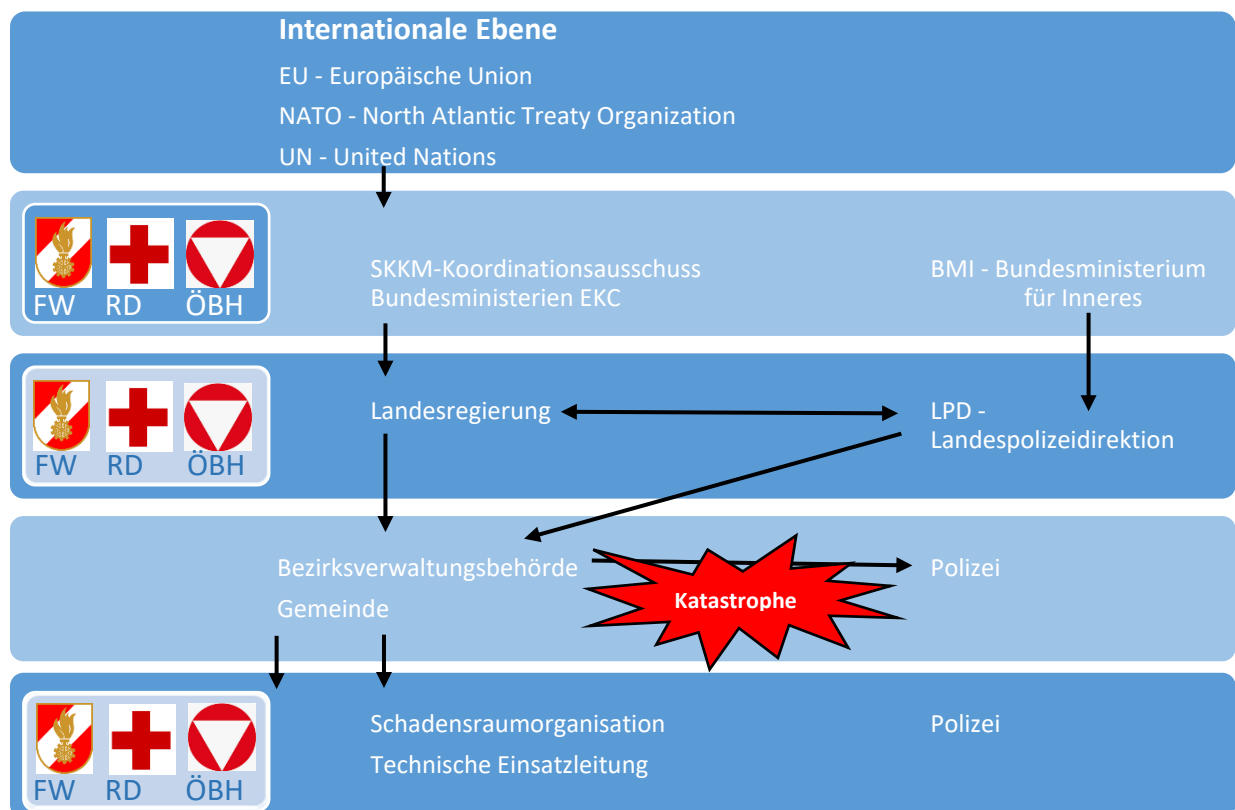 Internationale Ebene
EU - Europäische Union
NATO - North Atlantic Treaty Organization
UN - United Nations
FW RD ÖBH
SKKM-Koordinationsausschuss
Bundesministerien EKC
BMI - Bundesministerium
für Inneres
FW RD ÖBH
Landesregierung
LPD -
Landespolizeidirektion
Bezirksverwaltungsbehörde
Gemeinde
Katastrophe
Polizei
FW RD ÖBH
Schadensraumorganisation
Technische Einsatzleitung
Polizei